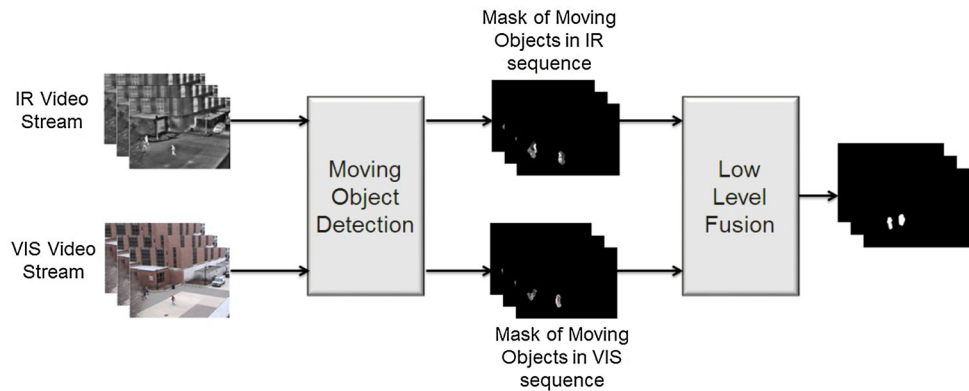 Mask of Moving
Objects in IR
sequence
IR Video
Stream
Moving
Object
Detection
Low
Level
Fusion
VIS Video
Stream
Mask of Moving
Objects in VIS
sequence